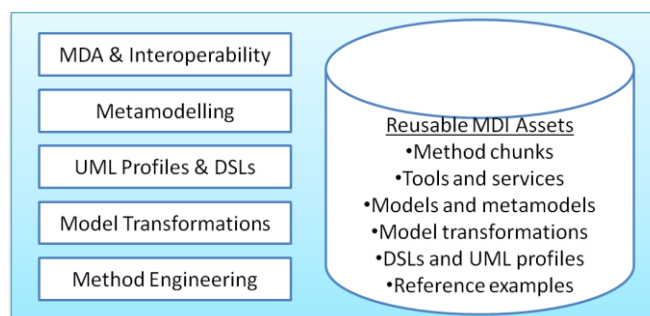 MDA & Interoperability
Metamodelling
UML Profiles & DSLs
Model Transformations
Method Engineering
Reusable MDI Assets
•Method chunks
•Tools and services
•Models and metamodels
•Model transformations
•DSLs and UML profiles
•Reference examples